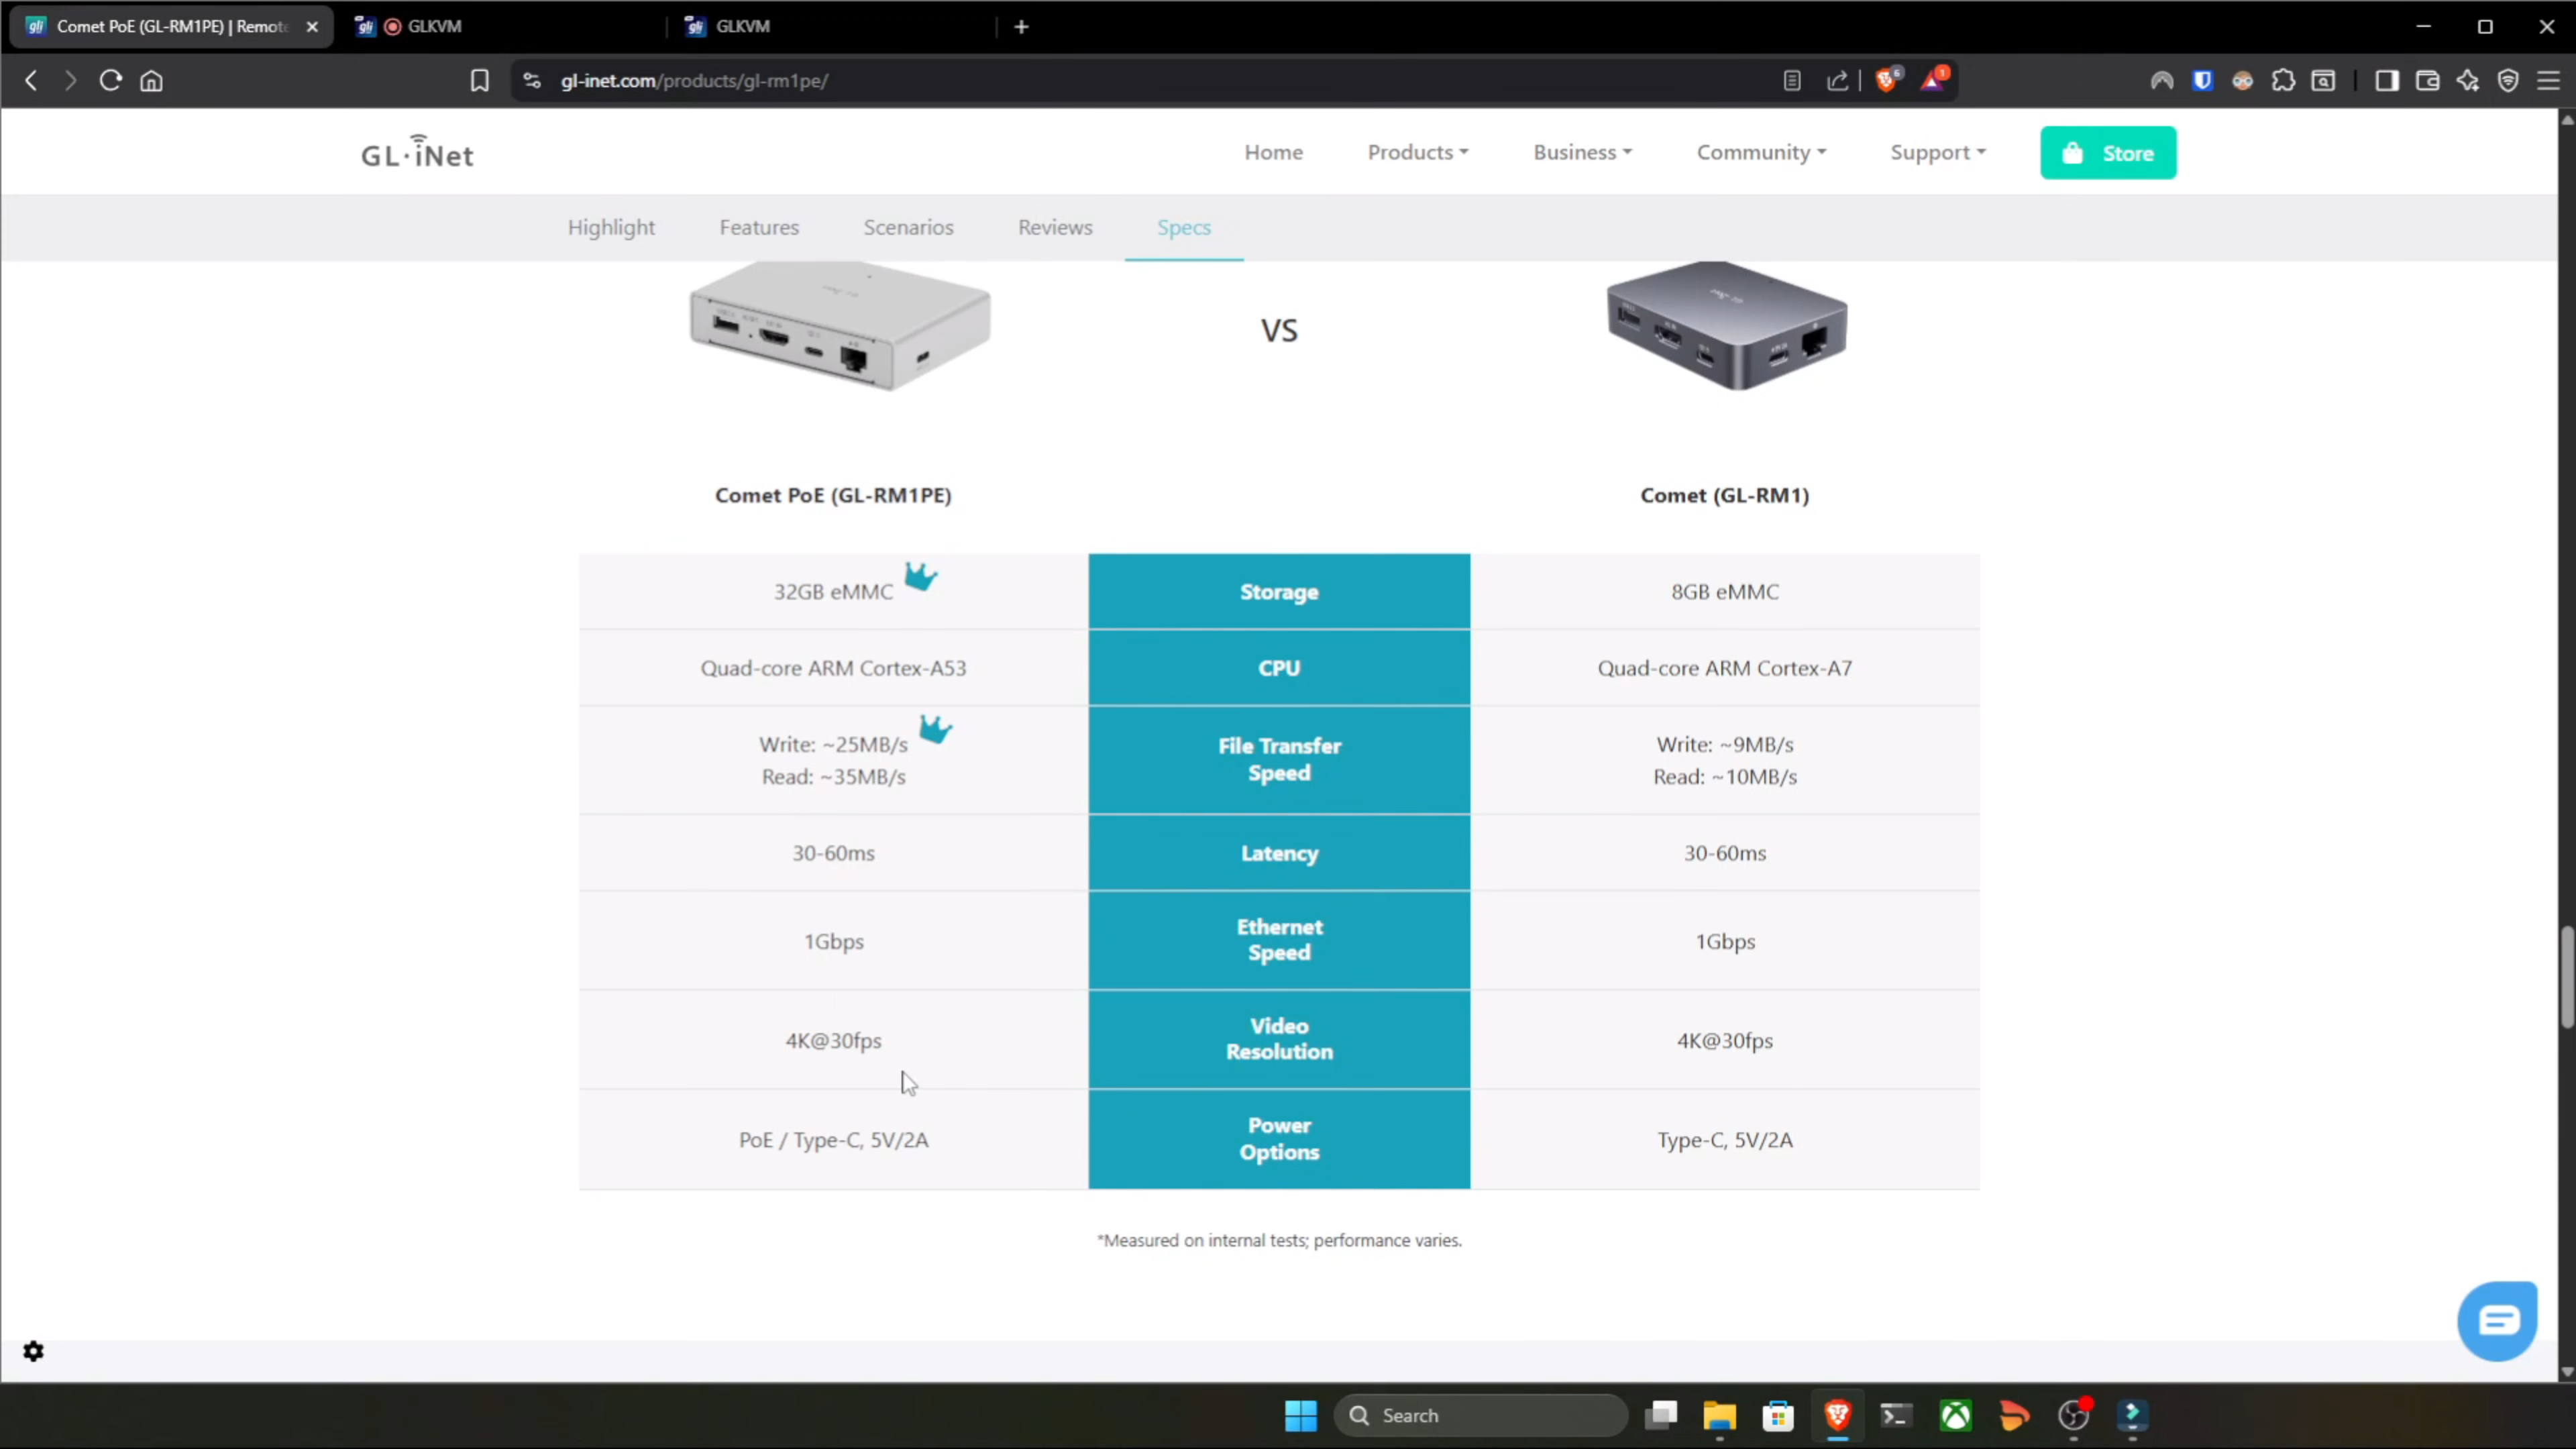 Comet PoE (GL-RM1PE) | Remote
GLKVM
GLKVM
gl-inet.com/products/gl-rm1pe/
6
1
GL·iNet
Home
Products
Business
Community
Support
Store
Highlight
Features
Scenarios
Reviews
Specs
VS
Comet PoE (GL-RM1PE)
Comet (GL-RM1)
32GB eMMC
Storage
8GB eMMC
Quad-core ARM Cortex-A53
CPU
Quad-core ARM Cortex-A7
Write: ~25MB/s
Read: ~35MB/s
File Transfer
Speed
Write: ~9MB/s
Read: ~10MB/s
30-60ms
Latency
30-60ms
1Gbps
Ethernet
Speed
1Gbps
4K@30fps
Video
Resolution
4K@30fps
PoE / Type-C, 5V/2A
Power
Options
Type-C, 5V/2A
*Measured on internal tests; performance varies.
Search